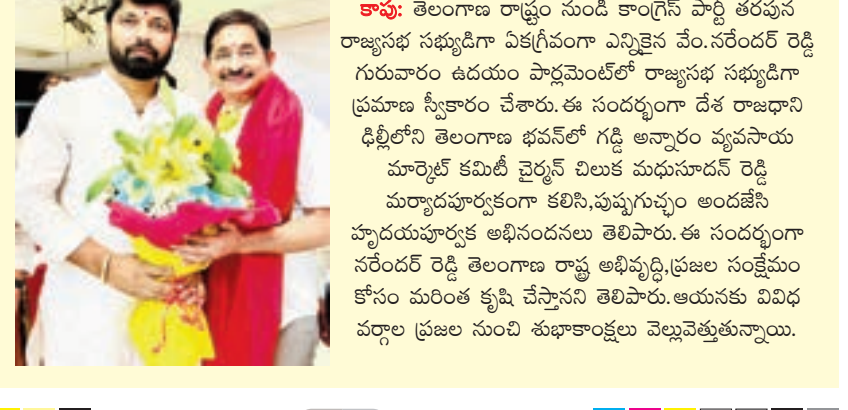 కాపు: తెలంగాణ రాష్ట్రం నుండి కాంగ్రెస్ పార్టీ తరపున
రాజ్యసభ సభ్యుడిగా ఏకగ్రీవంగా ఎన్నికైన వేం.నరేందర్ రెడ్డి
గురువారం ఉదయం పార్లమెంట్‌లో రాజ్యసభ సభ్యుడిగా
ప్రమాణ స్వీకారం చేశారు.ఈ సందర్భంగా దేశ రాజధాని
ఢిల్లీలోని తెలంగాణ భవన్‌లో గడ్డి అన్నారం వ్యవసాయ
మార్కెట్ కమిటీ చైర్మన్ చిలుక మధుసూదన్ రెడ్డి
మర్యాదపూర్వకంగా కలిసి,పుష్పగుచ్ఛం అందజేసి
హృదయపూర్వక అభినందనలు తెలిపారు.ఈ సందర్భంగా
నరేందర్ రెడ్డి తెలంగాణ రాష్ట్ర అభివృద్ధి,ప్రజల సంక్షేమం
కోసం మరింత కృషి చేస్తానని తెలిపారు.ఆయనకు వివిధ
వర్గాల ప్రజల నుంచి శుభాకాంక్షలు వెల్లువెత్తుతున్నాయి.